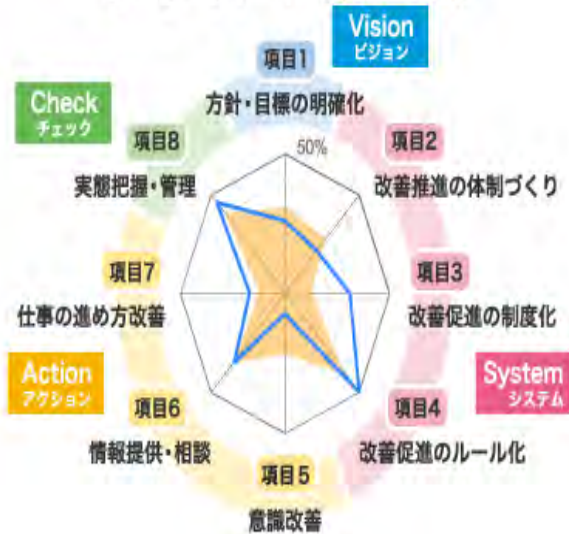 Vision
ビジョン
項目1
方針・目標の明確化
Check
チェック
項目8
実態把握・管理
50%
項目2
改善推進の体制づくり
項目7
仕事の進め方改善
項目3
改善促進の制度化
Action
アクション
項目6
情報提供・相談
System
システム
項目4
改善促進のルール化
項目5
意識改善